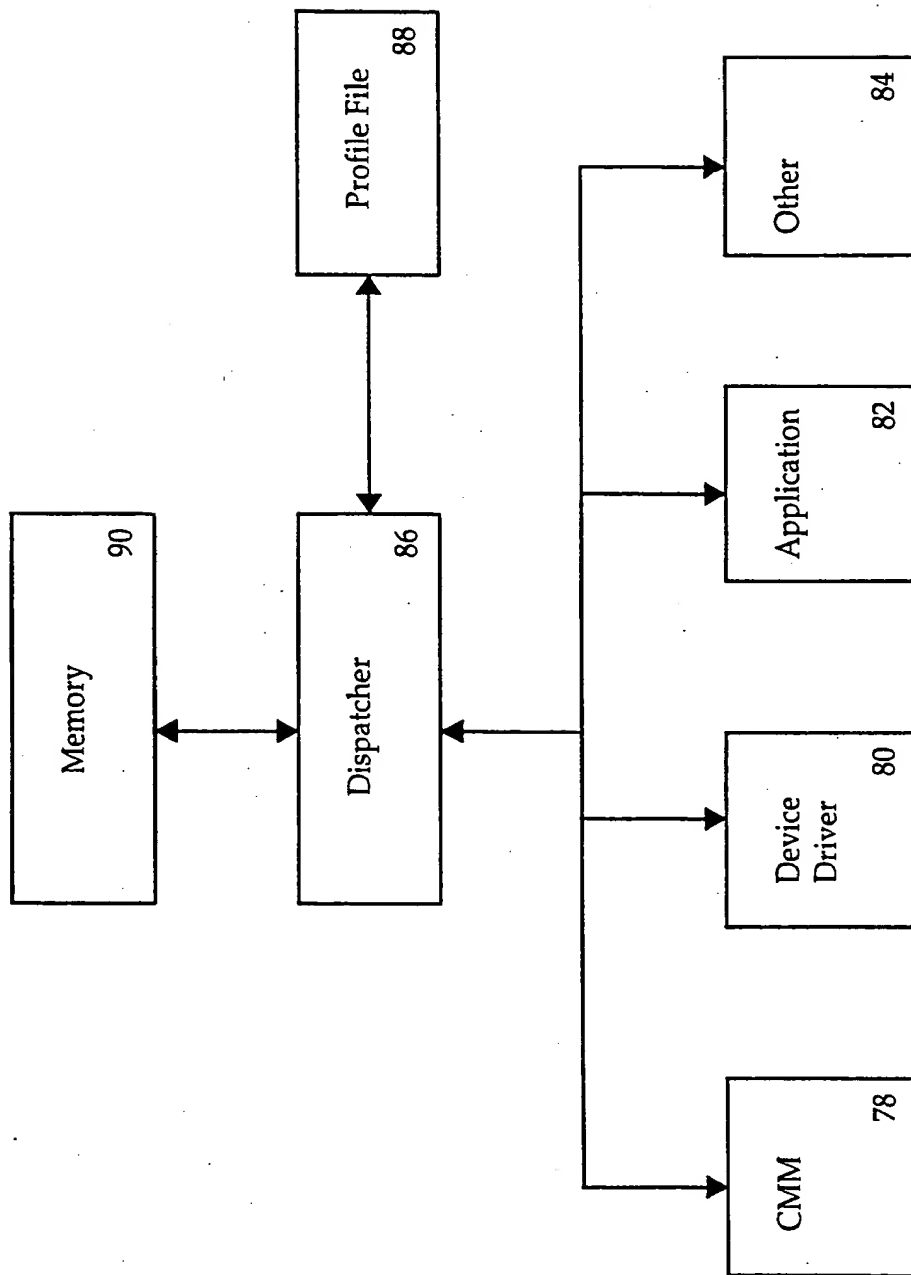 Memory
90
Dispatcher
86
Profile File
88
CMM
78
Device
Driver
80
Application
82
Other
84